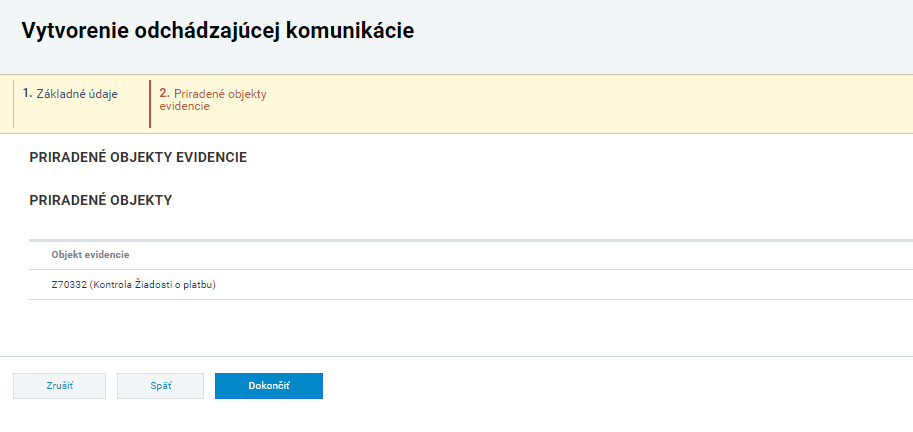 Vytvorenie odchádzajúcej komunikácie
1. Základné údaje
2. Priradené objekty
evidencie
PRIRADENÉ OBJEKTY EVIDENCIE
PRIRADENÉ OBJEKTY
Objekt evidencie
Z70332 (Kontrola Žiadosti o platbu)
Zrušiť
Späť
Dokončiť